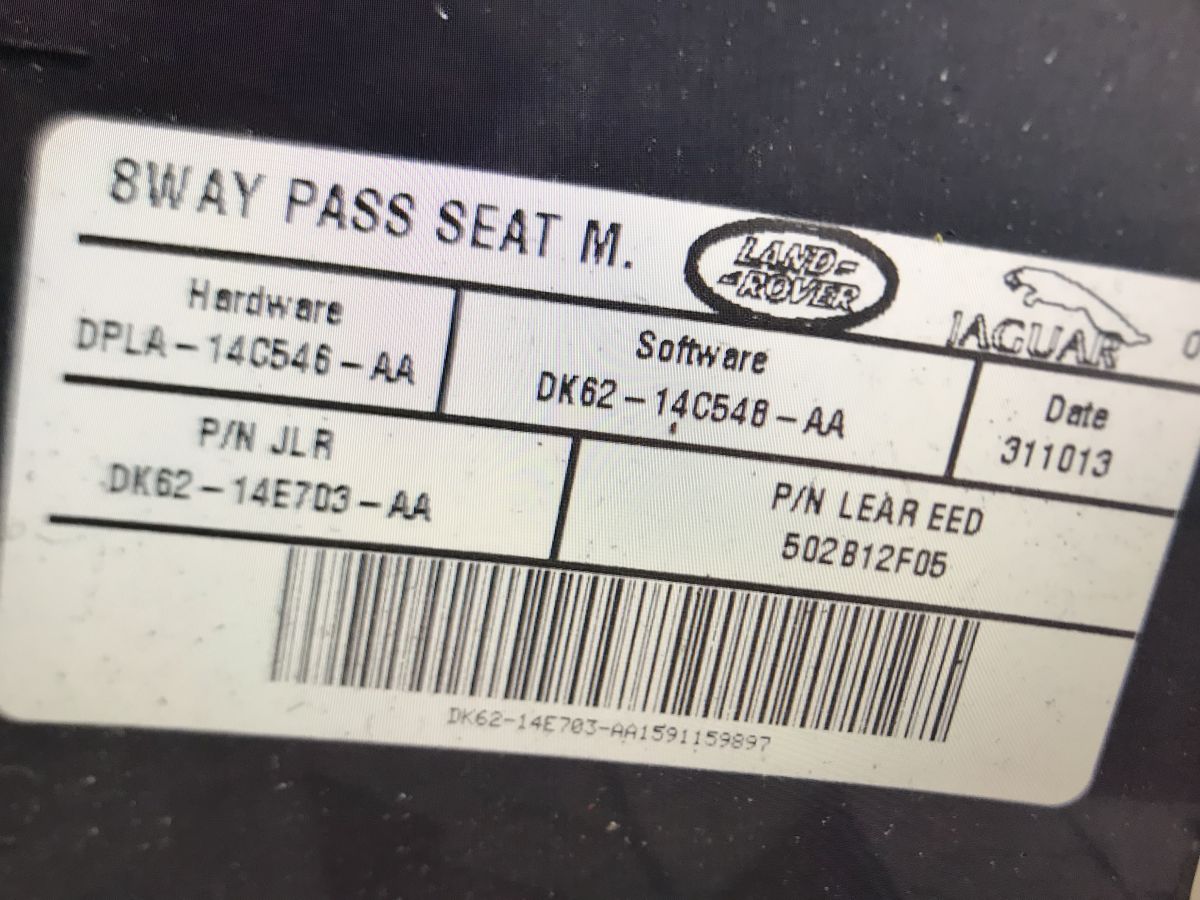 8WAY PASS SEAT M.
LAND-
-ROVER
JAGUAR
Hardware
DPLA-14C546-AA
Software
DK62-14C548-AA
Date
311013
P/N JLR
DK62-14E703-AA
P/N LEAR EED
502B12F05
DK62-14E703-AA1591159897